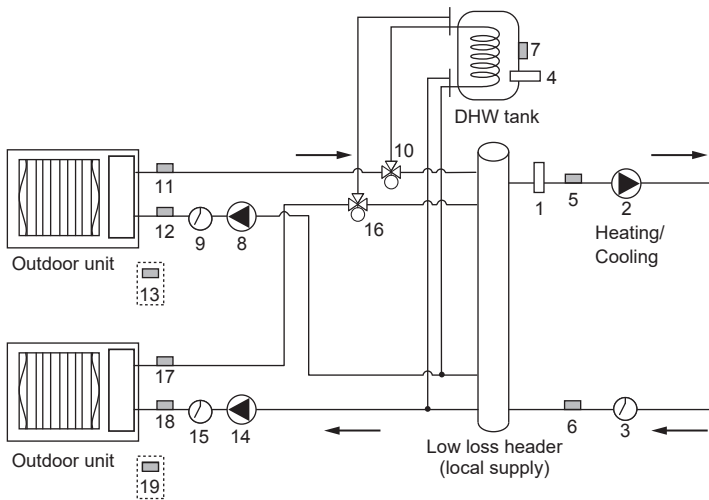 7
4
DHW tank
10
11
12
9
8
16
1
5
2
Heating/
Cooling
Outdoor unit
13
17
18
15
14
6
3
Low loss header
(local supply)
Outdoor unit
19